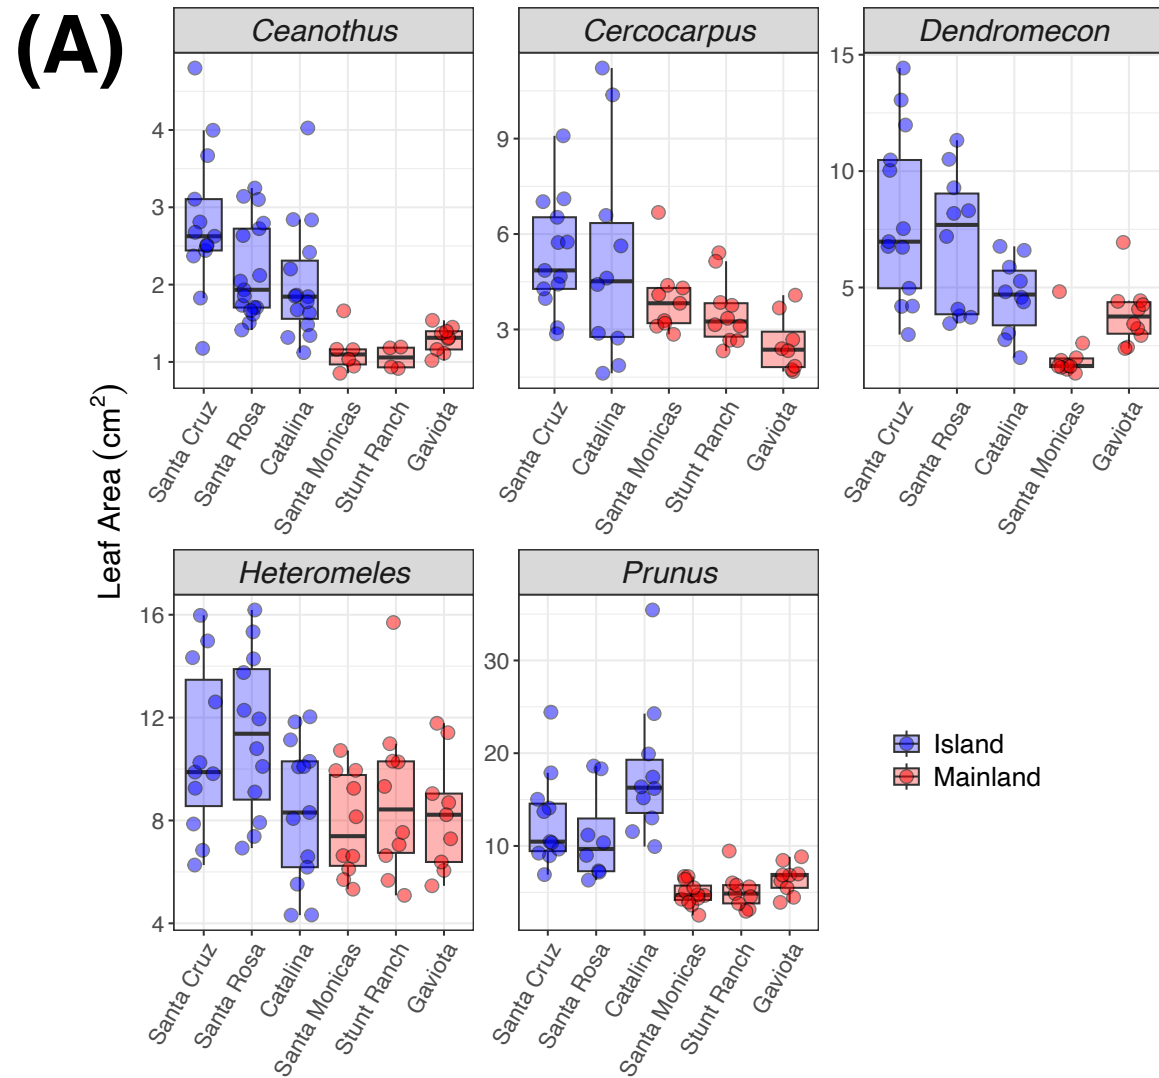 (A)
Ceanothus
Cercocarpus
Dendromecon
Leaf Area (cm²)
4
3
2
1
9
6
3
15
10
5
Santa Cruz
Santa Rosa
Catalina
Santa Monicas
Stunt Ranch
Gaviota
Santa Cruz
Catalina
Santa Monicas
Stunt Ranch
Gaviota
Santa Cruz
Santa Rosa
Catalina
Santa Monicas
Gaviota
Heteromeles
Prunus
16
12
8
4
30
20
10
Santa Cruz
Santa Rosa
Catalina
Santa Monicas
Stunt Ranch
Gaviota
Santa Cruz
Santa Rosa
Catalina
Santa Monicas
Stunt Ranch
Gaviota
Island
Mainland